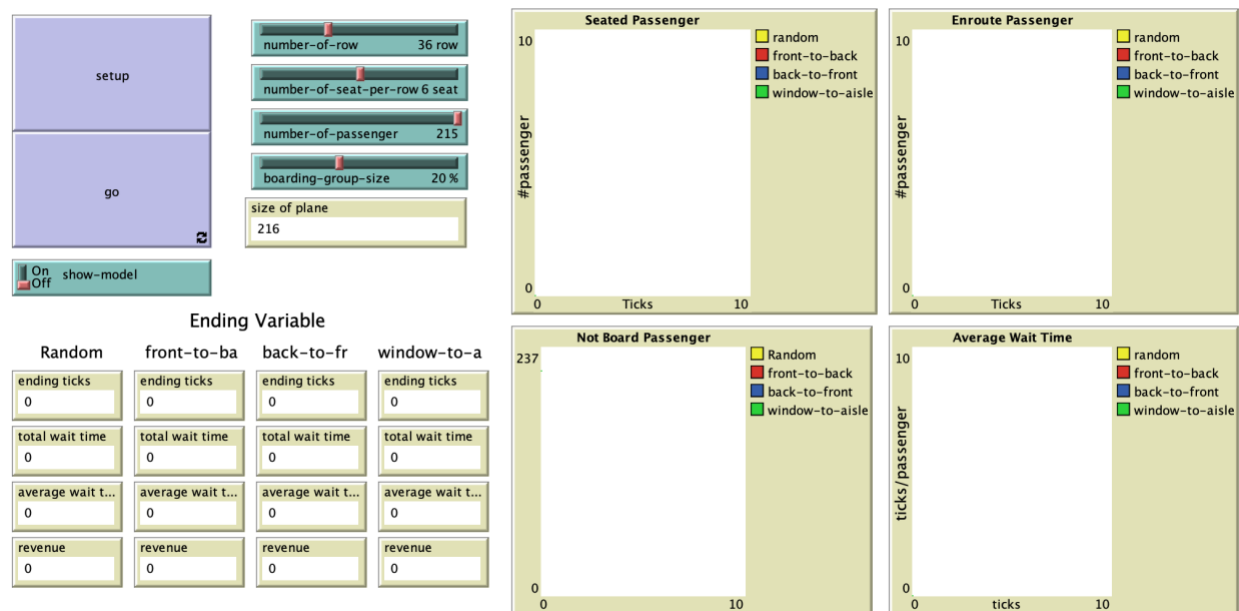 setup
go
On
Off
show-model
number-of-row 36 row
number-of-seat-per-row 6 seat
number-of-passenger 215
boarding-group-size 20 %
size of plane
216
Ending Variable
Random front-to-ba back-to-fr window-to-a
ending ticks ending ticks ending ticks ending ticks
0 0 0 0
total wait time total wait time total wait time total wait time
0 0 0 0
average wait t... average wait t... average wait t... average wait t...
0 0 0 0
revenue revenue revenue revenue
0 0 0 0
Seated Passenger
10
#passenger
0
0 Ticks 10
random
front-to-back
back-to-front
window-to-aisle
Enroute Passenger
10
#passenger
0
0 Ticks 10
random
front-to-back
back-to-front
window-to-aisle
Not Board Passenger
237
0
0 10
Random
front-to-back
back-to-front
window-to-aisle
Average Wait Time
10
ticks/passenger
0
0 ticks 10
random
front-to-back
back-to-front
window-to-aisle